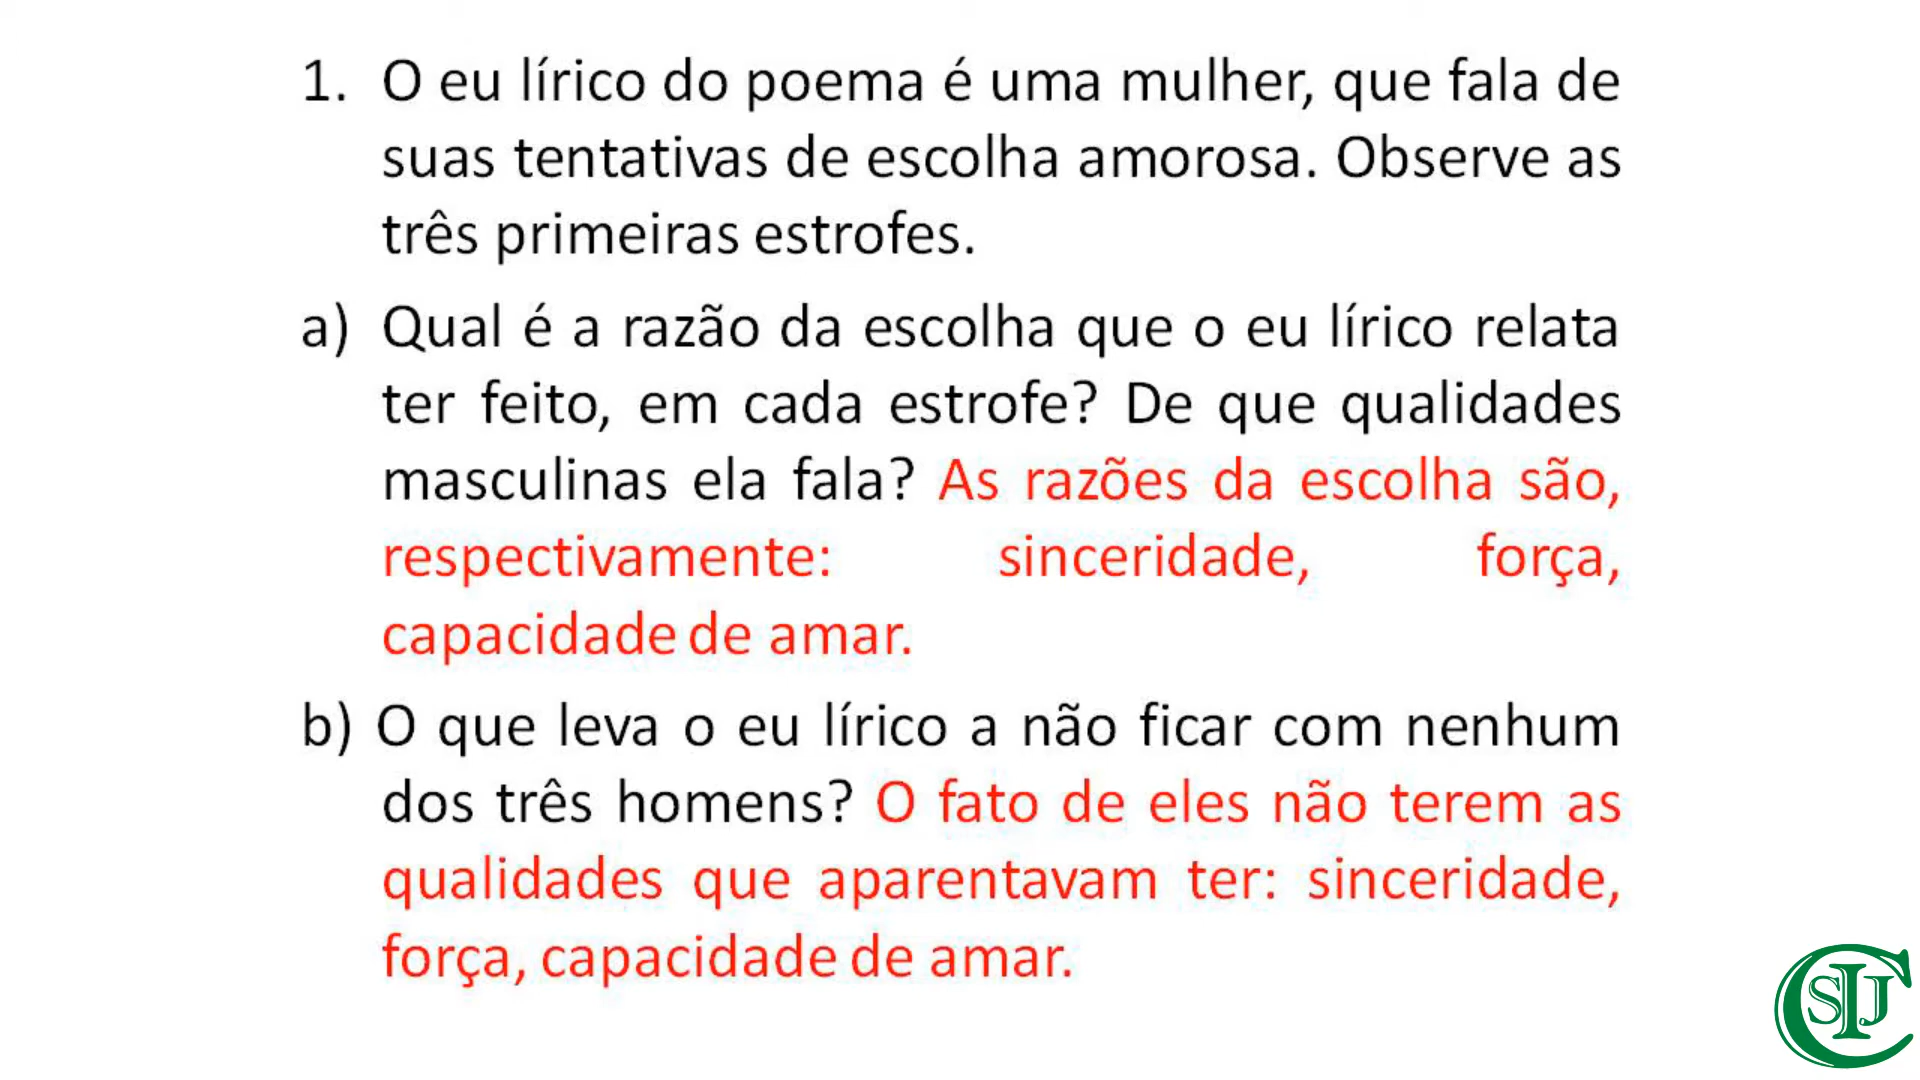 1. O eu lírico do poema é uma mulher, que fala de
suas tentativas de escolha amorosa. Observe as
três primeiras estrofes.
a) Qual é a razão da escolha que o eu lírico relata
ter feito, em cada estrofe? De que qualidades
masculinas ela fala? As razões da escolha são,
respectivamente: sinceridade, força,
capacidade de amar.
b) O que leva o eu lírico a não ficar com nenhum
dos três homens? O fato de eles não terem as
qualidades que aparentavam ter: sinceridade,
força, capacidade de amar.
CSIJ